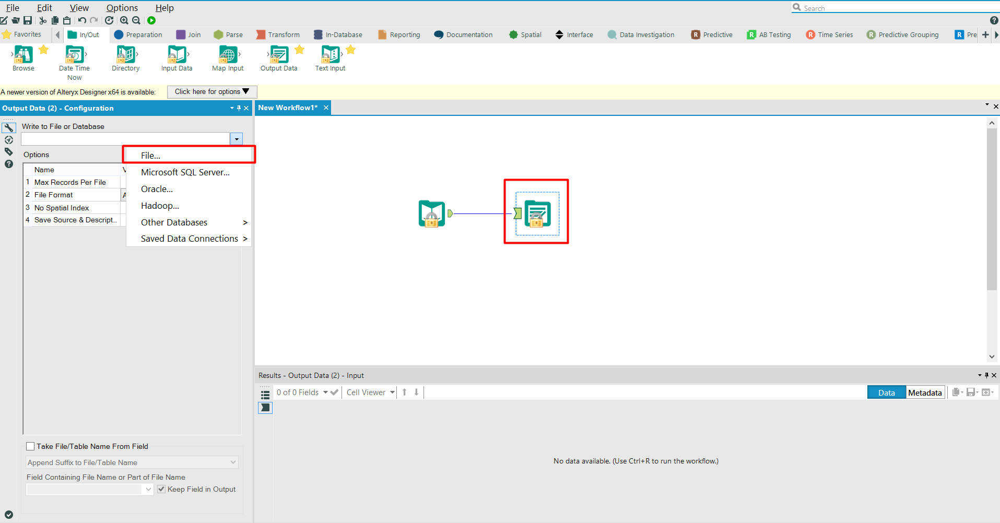 File Edit View Options Help
Search
Favorites In/Out Preparation Join Parse Transform In-Database Reporting Documentation Spatial Interface Data Investigation Predictive AB Testing Time Series Predictive Grouping Pre
Browse Date Time Now Directory Input Data Map Input Output Data Text Input
A newer version of Alteryx Designer x64 is available: Click here for options
Output Data (2) - Configuration
New Workflow1*
Write to File or Database
File...
Microsoft SQL Server...
Oracle...
Hadoop...
Other Databases >
Saved Data Connections >
Options
Name
1 Max Records Per File
2 File Format
3 No Spatial Index
4 Save Source & Descript...
Take File/Table Name From Field
Append Suffix to File/Table Name
Field Containing File Name or Part of File Name
Keep Field in Output
Results - Output Data (2) - Input
0 of 0 Fields Cell Viewer Data Metadata
No data available. (Use Ctrl+R to run the workflow.)